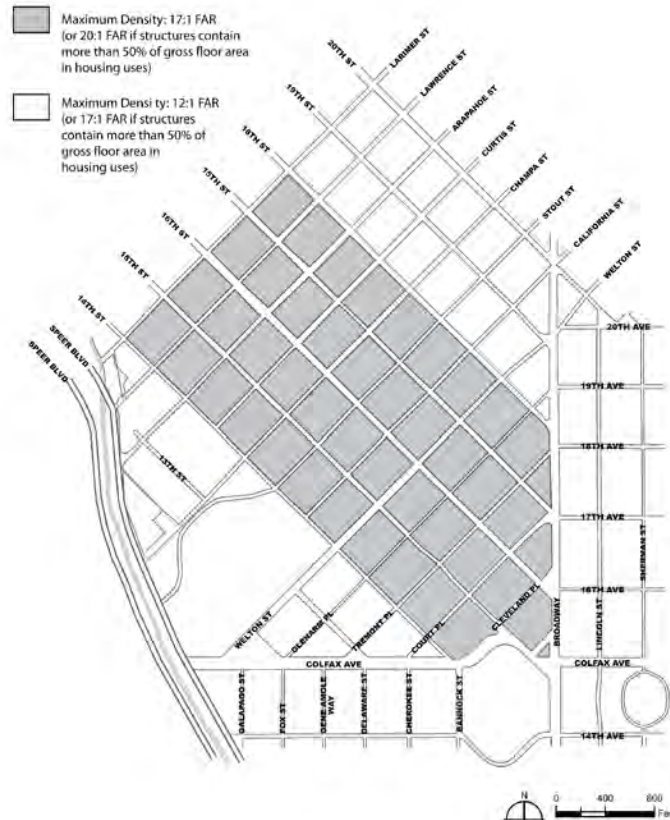 Maximum Density: 17:1 FAR
(or 20:1 FAR if structures contain
more than 50% of gross floor area
in housing uses)
Maximum Density: 12:1 FAR
(or 17:1 FAR if structures
contain more than 50% of
gross floor area in
housing uses)
20TH ST
LARIMER ST
19TH ST
LAWRENCE ST
18TH ST
ARAPAHOE ST
15TH ST
CURTIS ST
16TH ST
CHAMPA ST
15TH ST
STOUT ST
14TH ST
CALIFORNIA ST
WELTON ST
SPEER BLVD
SPEER BLVD
20TH AVE
19TH AVE
18TH AVE
13TH ST
17TH AVE
SHERMAN ST
16TH AVE
LINCOLN ST
BROADWAY
CLEVELAND PL
COURT PL
TREMONT PL
GLENARM PL
WELTON ST
COLFAX AVE
COLFAX AVE
GALAPAGO ST
FOX ST
GENE AMOLE
WAY
DELAWARE ST
CHEROKEE ST
BANNOCK ST
14TH AVE
N
0 400 800
Fe